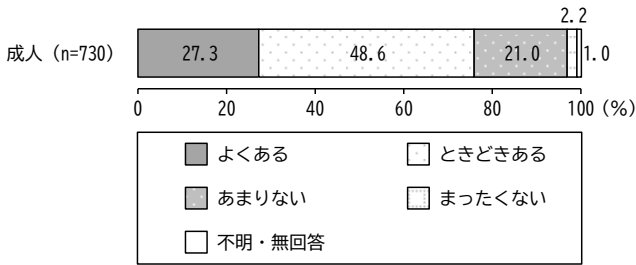 2.2
成人（n=730） 27.3 48.6 21.0 1.0
0 20 40 60 80 100（%）
よくある ときどきある
あまりない まったくない
不明・無回答